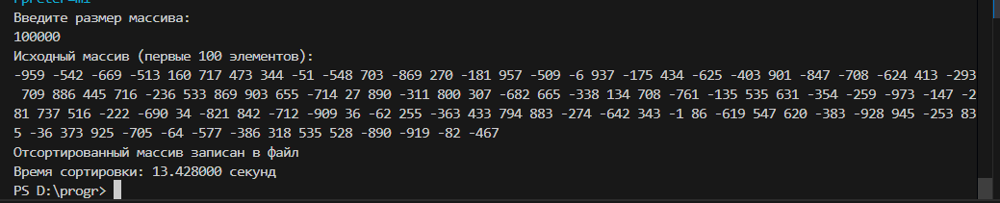 Введите размер массива:
100000
Исходный массив (первые 100 элементов):
-959 -542 -669 -513 160 717 473 344 -51 -548 703 -869 270 -181 957 -509 -6 937 -175 434 -625 -403 901 -847 -708 -624 413 -293
709 886 445 716 -236 533 869 903 655 -714 27 890 -311 800 307 -682 665 -338 134 708 -761 -135 535 631 -354 -259 -973 -147 -2
81 737 516 -222 -690 34 -821 842 -712 -909 36 -62 255 -363 433 794 883 -274 -642 343 -1 86 -619 547 620 -383 -928 945 -253 83
5 -36 373 925 -705 -64 -577 -386 318 535 528 -890 -919 -82 -467
Отсортированный массив записан в файл
Время сортировки: 13.428000 секунд
PS D:\progr>